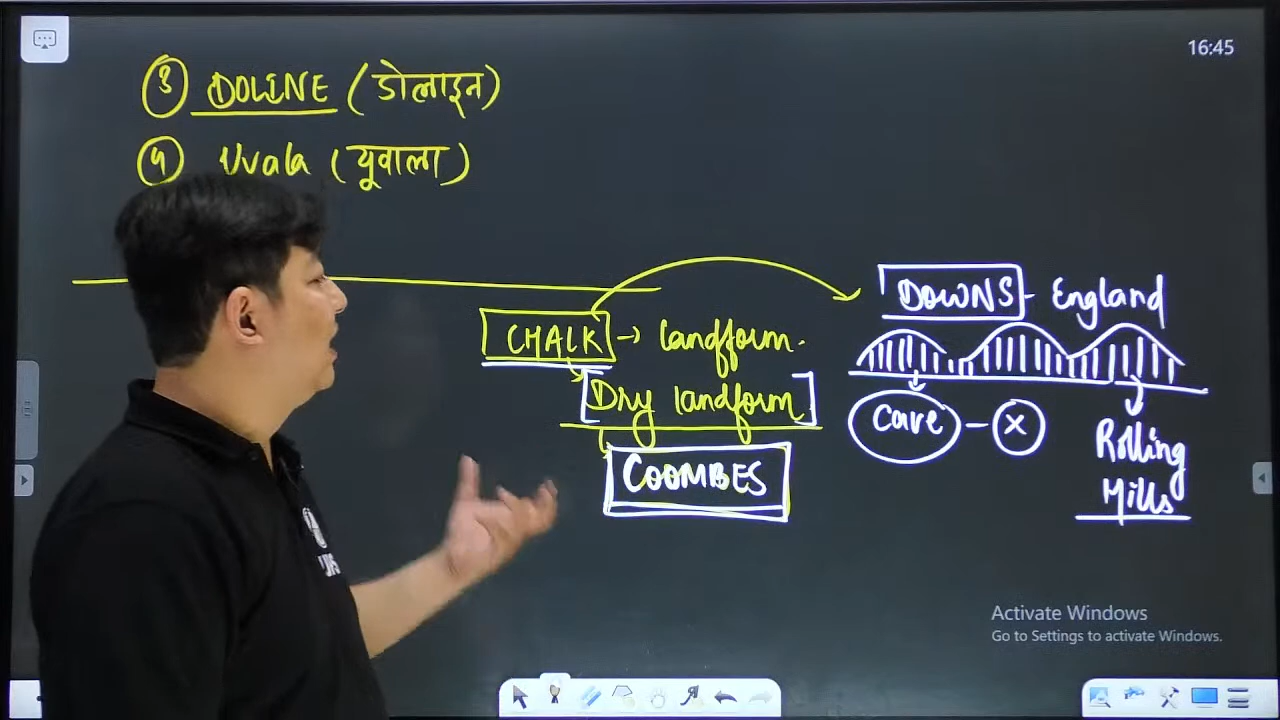 16:45
3 DOLINE (डोलाइन)
4 Uvala (यूवाला)
DOWNS - England
CHALK → landform.
Dry landform
Cave - X
Rolling
Mills
COOMBES
Activate Windows
Go to Settings to activate Windows.